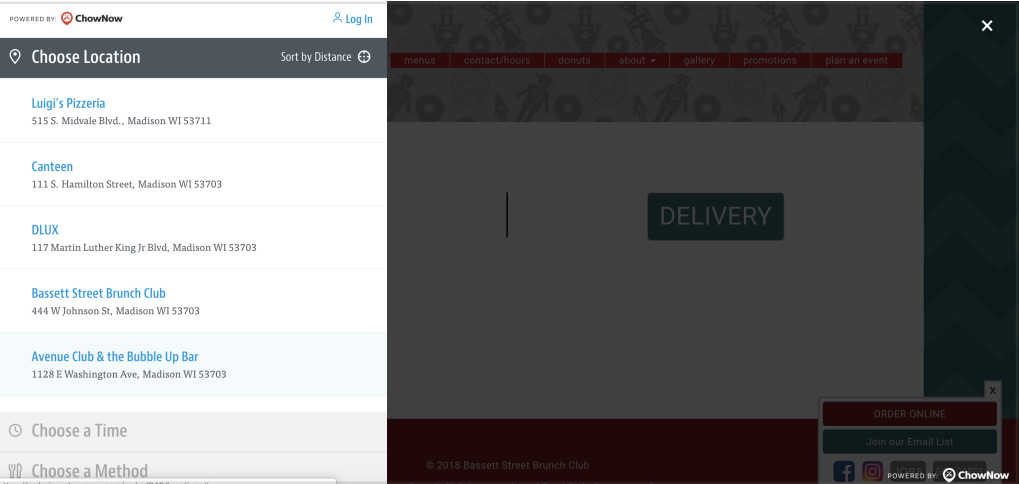 POWERED BY: ChowNow
Log In
Choose Location
Sort by Distance
Luigi's Pizzeria
515 S. Midvale Blvd., Madison WI 53711
Canteen
111 S. Hamilton Street, Madison WI 53703
DLUX
117 Martin Luther King Jr Blvd, Madison WI 53703
Bassett Street Brunch Club
444 W Johnson St, Madison WI 53703
Avenue Club & the Bubble Up Bar
1128 E Washington Ave, Madison WI 53703
Choose a Time
Choose a Method
menus contact/hours donuts about gallery promotions plan an event
DELIVERY
X
ORDER ONLINE
Join our Email List
JOBS
© 2018 Bassett Street Brunch Club
POWERED BY: ChowNow